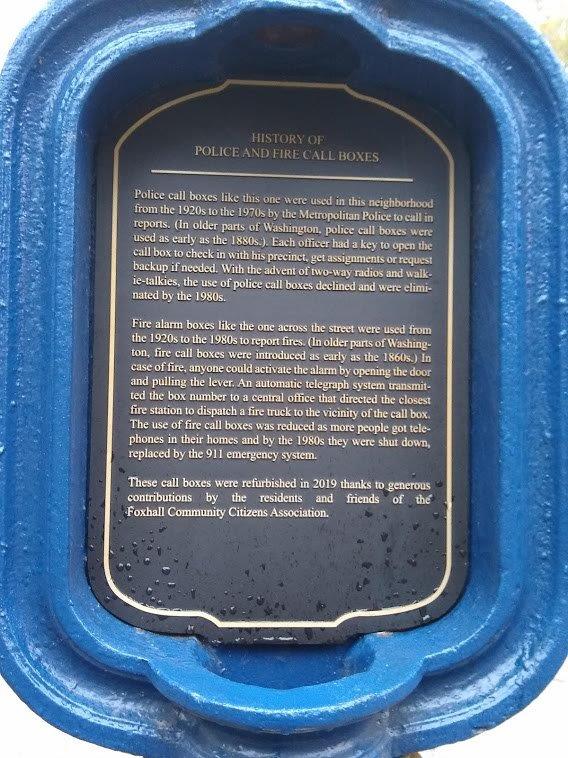 HISTORY OF
POLICE AND FIRE CALL BOXES
Police call boxes like this one were used in this neighborhood
from the 1920s to the 1970s by the Metropolitan Police to call in
reports. (In older parts of Washington, police call boxes were
used as early as the 1880s.). Each officer had a key to open the
call box to check in with his precinct, get assignments or request
backup if needed. With the advent of two-way radios and walk-
ie-talkies, the use of police call boxes declined and were elimi-
nated by the 1980s.
Fire alarm boxes like the one across the street were used from
the 1920s to the 1980s to report fires. (In older parts of Washing-
ton, fire call boxes were introduced as early as the 1860s.) In
case of fire, anyone could activate the alarm by opening the door
and pulling the lever. An automatic telegraph system transmit-
ted the box number to a central office that directed the closest
fire station to dispatch a fire truck to the vicinity of the call box.
The use of fire call boxes was reduced as more people got tele-
phones in their homes and by the 1980s they were shut down,
replaced by the 911 emergency system.
These call boxes were refurbished in 2019 thanks to generous
contributions by the residents and friends of the
Foxhall Community Citizens Association.